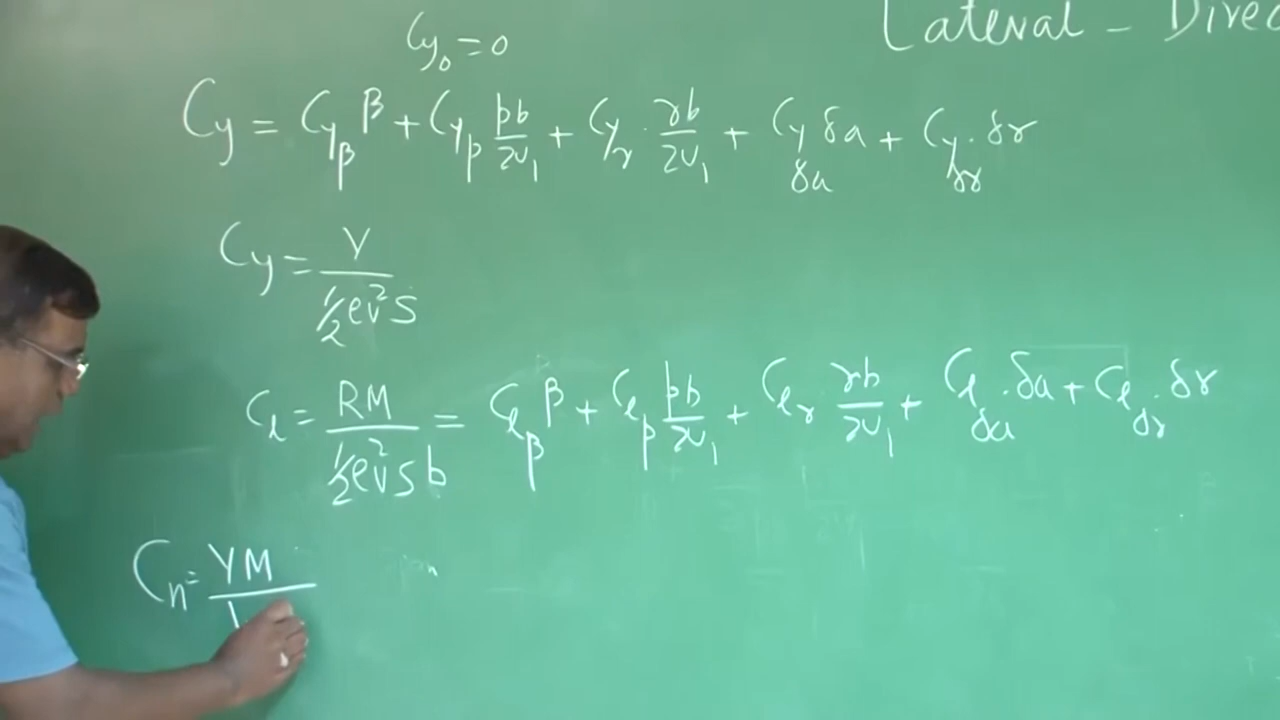 Lateral - Direc
Cy₀ = 0
Cy = Cyβ β + Cyp pb/2U₁ + Cyr · rb/2U₁ + Cyδa δa + Cyδr · δr
Cy = Y / ½ρv²S
Cl = RM / ½ρv²Sb = Clβ β + Clp pb/2U₁ + Clr rb/2U₁ + Clδa · δa + Clδr · δr
Cn = YM / 1